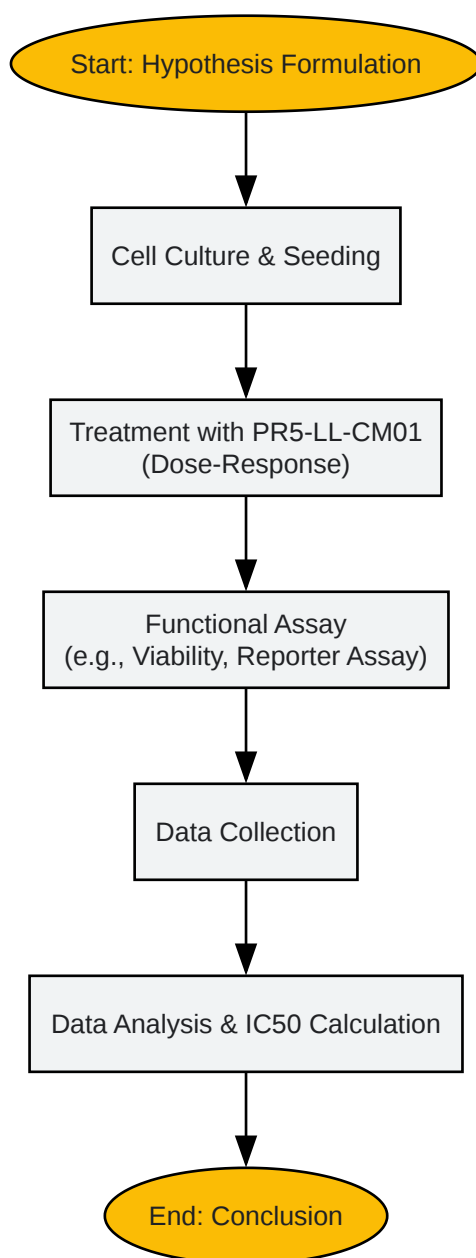 Start: Hypothesis Formulation
Cell Culture & Seeding
Treatment with PR5-LL-CM01
(Dose-Response)
Functional Assay
(e.g., Viability, Reporter Assay)
Data Collection
Data Analysis & IC50 Calculation
End: Conclusion